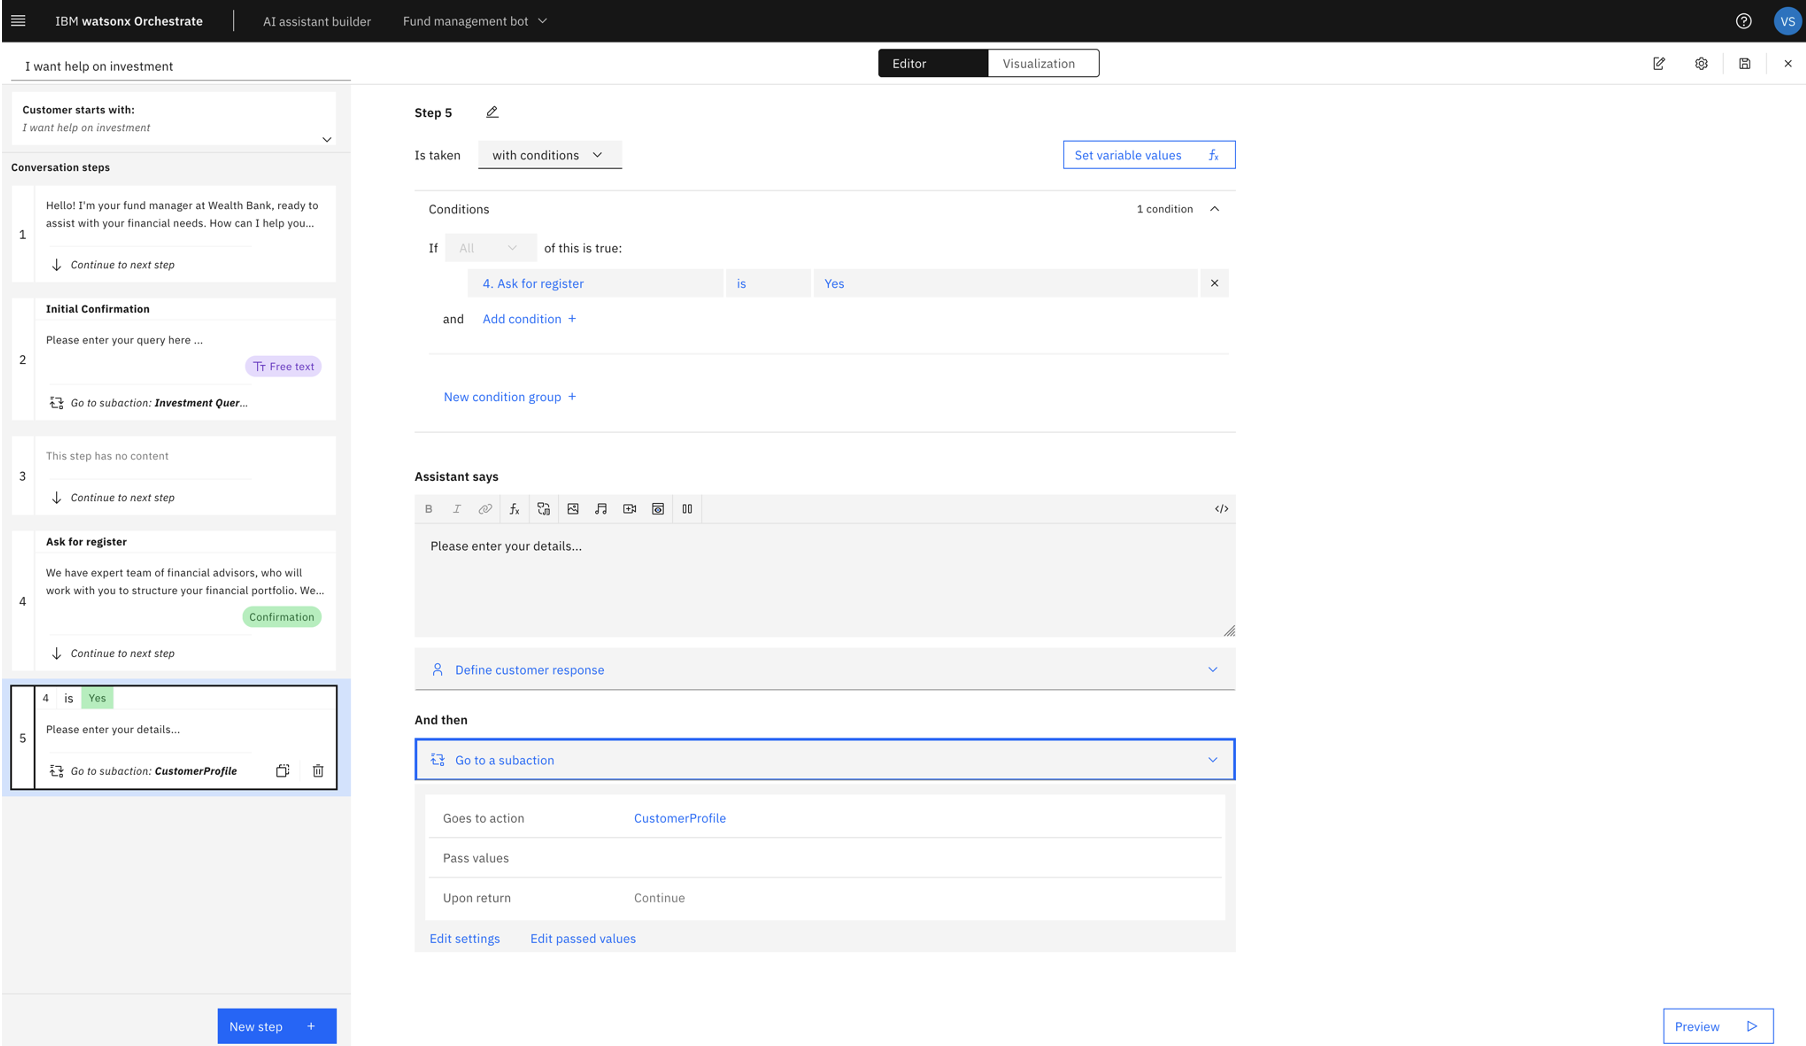 IBM watsonx Orchestrate
AI assistant builder
Fund management bot
VS
I want help on investment
Editor
Visualization
Customer starts with:
I want help on investment
Conversation steps
1
Hello! I'm your fund manager at Wealth Bank, ready to
assist with your financial needs. How can I help you...
Continue to next step
Initial Confirmation
2
Please enter your query here ...
Free text
Go to subaction: Investment Quer...
3
This step has no content
Continue to next step
Ask for register
4
We have expert team of financial advisors, who will
work with you to structure your financial portfolio. We...
Confirmation
Continue to next step
4 is Yes
5
Please enter your details...
Go to subaction: CustomerProfile
New step +
Step 5
Is taken with conditions
Set variable values fx
Conditions
1 condition
If All of this is true:
4. Ask for register is Yes
and Add condition +
New condition group +
Assistant says
B I fx </>
Please enter your details...
Define customer response
And then
Go to a subaction
Goes to action CustomerProfile
Pass values
Upon return Continue
Edit settings Edit passed values
Preview